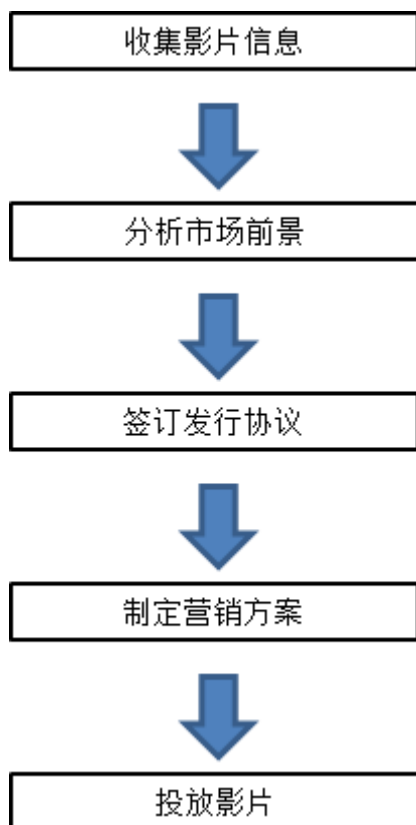 收集影片信息
分析市场前景
签订发行协议
制定营销方案
投放影片